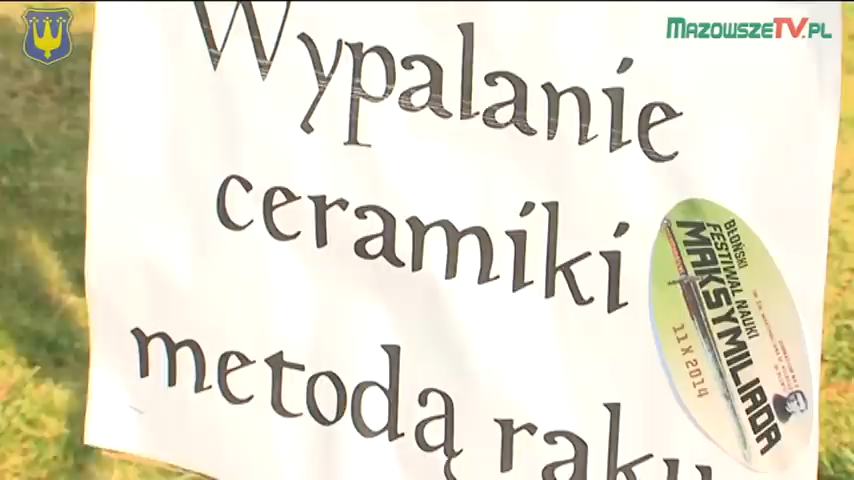 MAZOWSZETV.PL
Wypalanie
ceramiki
metodą raku
BŁOŃSKI
FESTIWAL NAUKI
MAKSYMILIADA
11 X 2014